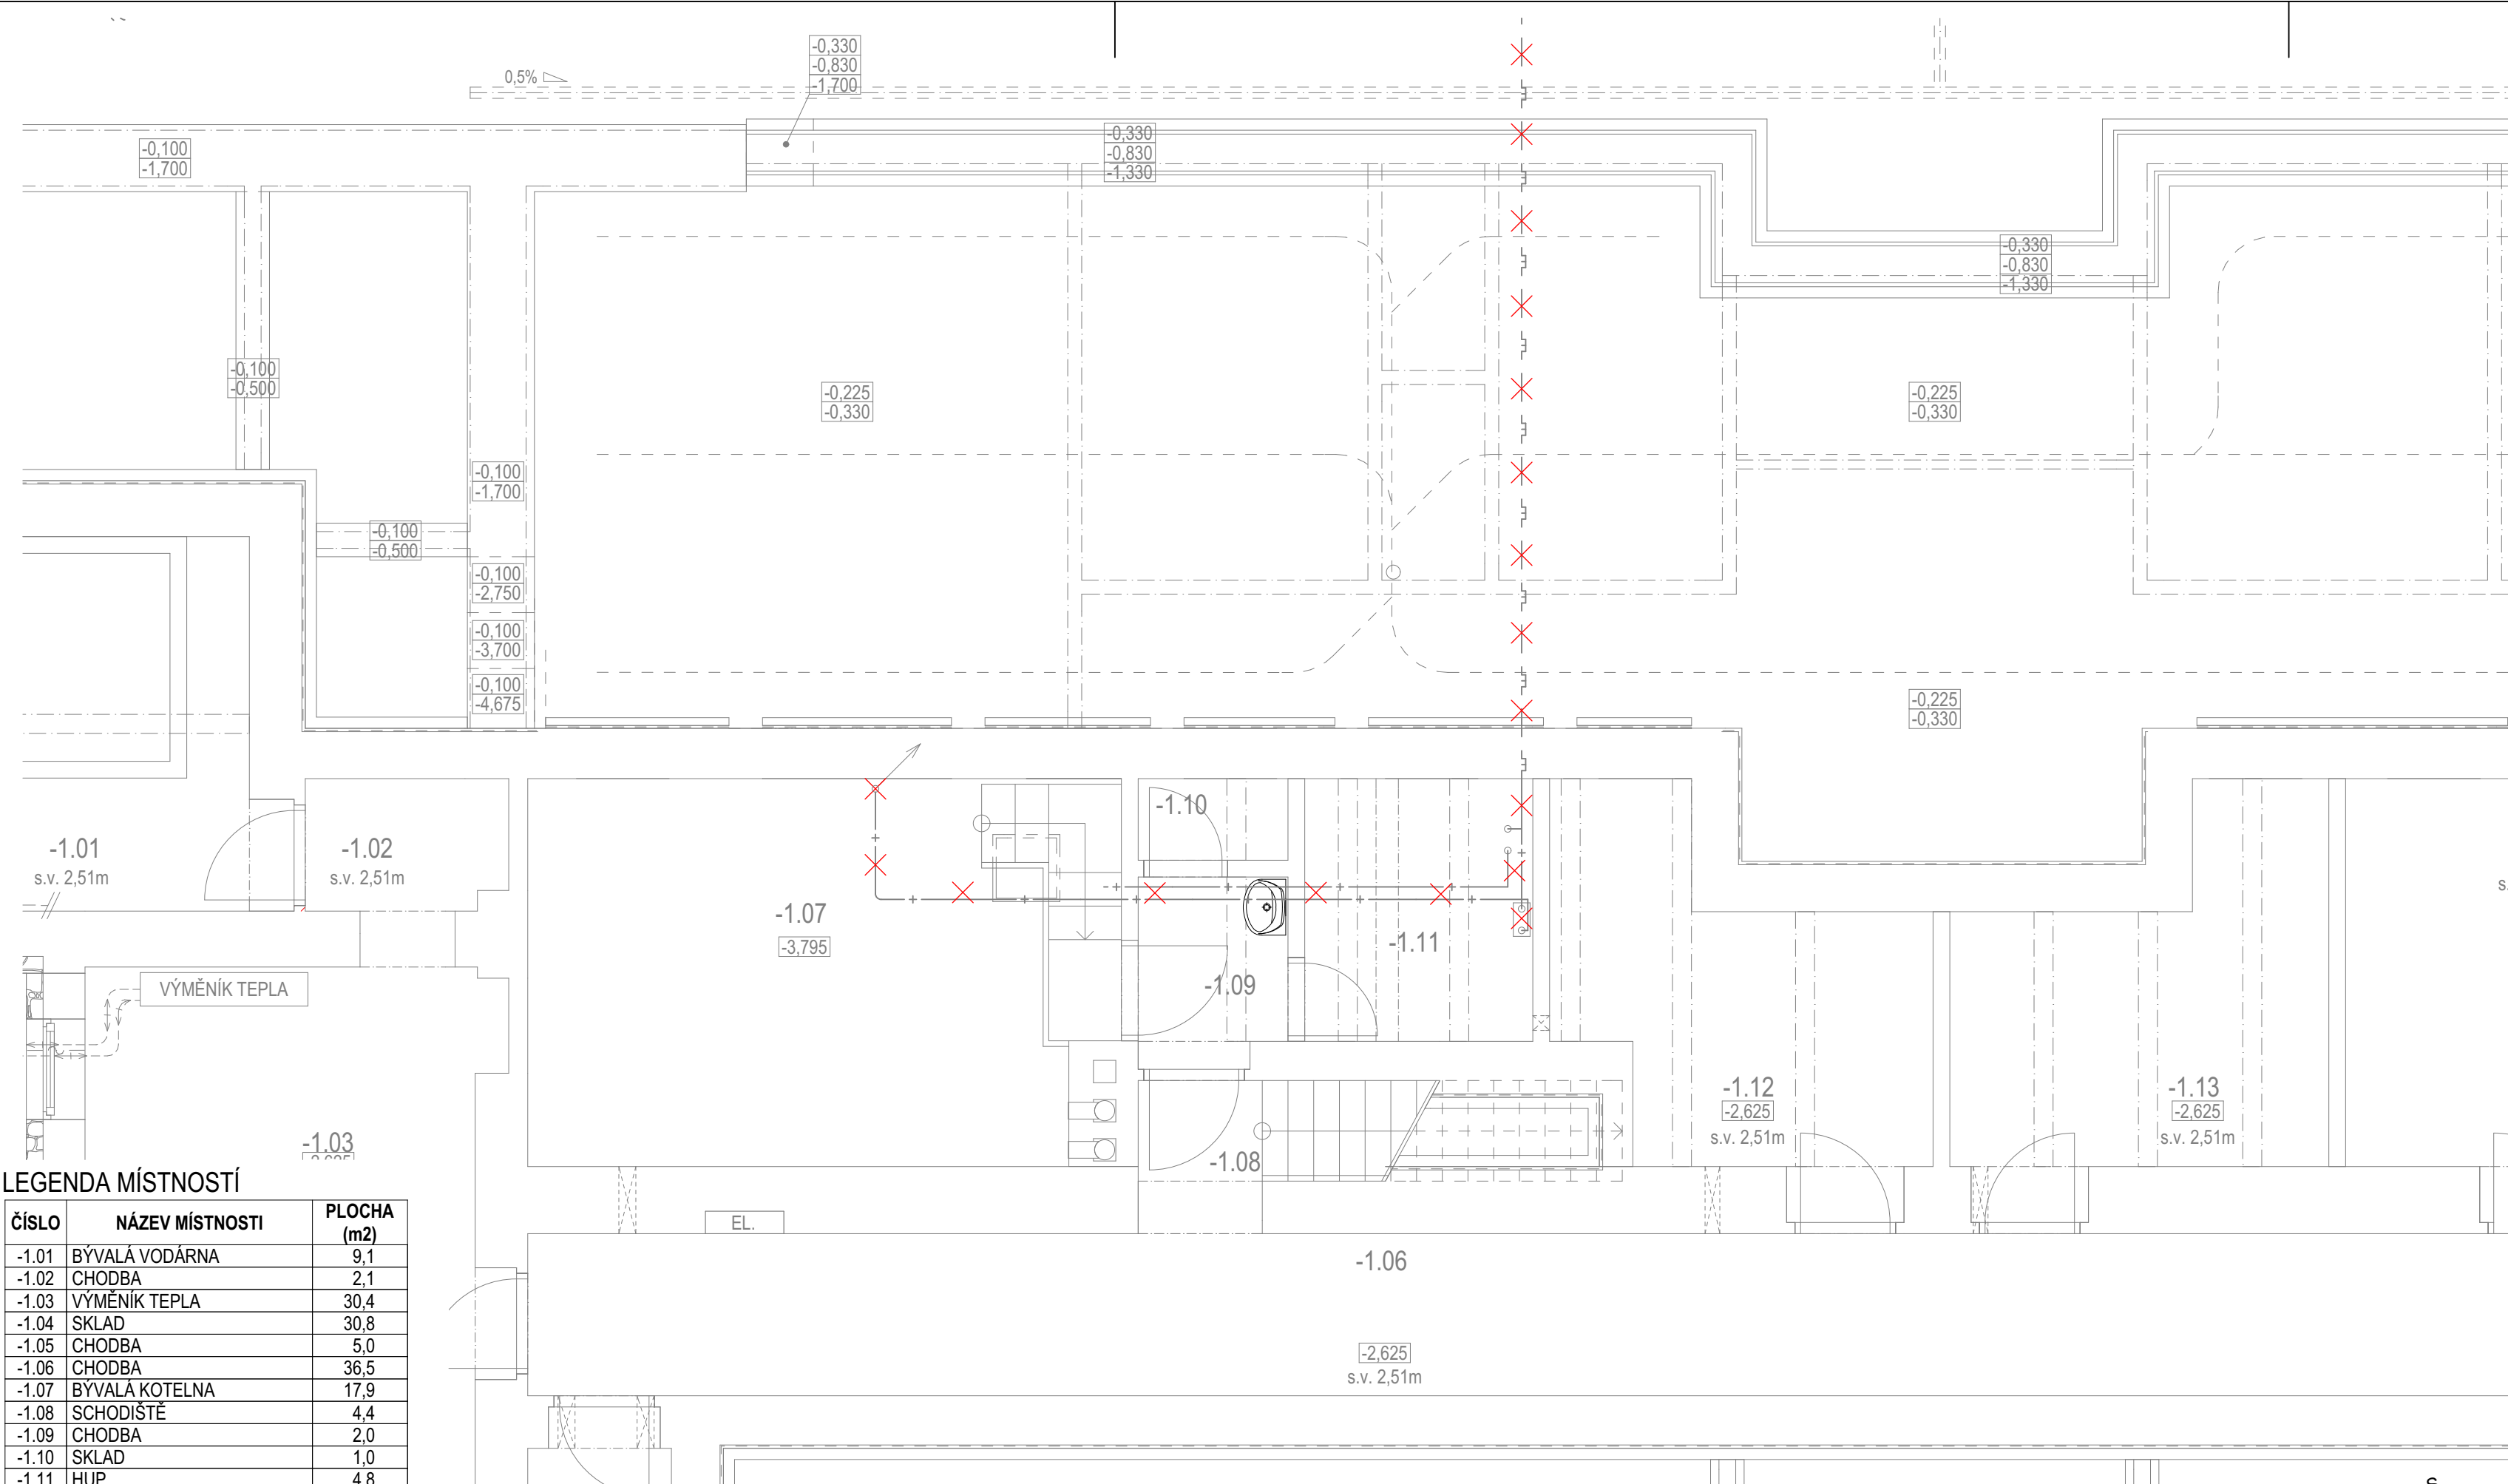 -0,330
-0,830
-1,700
0,5%
-0,100
-1,700
-0,330
-0,830
-1,330
-0,330
-0,830
-1,330
-0,100
-0,500
-0,225
-0,330
-0,225
-0,330
-0,100
-1,700
-0,100
-0,500
-0,100
-2,750
-0,100
-3,700
-0,100
-4,675
-0,225
-0,330
-1.10
-1.01
s.v. 2,51m
-1.02
s.v. 2,51m
-1.07
-3,795
-1.11
-1.09
VÝMĚNÍK TEPLA
-1.12
-2,625
s.v. 2,51m
-1.13
-2,625
s.v. 2,51m
-1.03
-1.08
EL.
-1.06
-2,625
s.v. 2,51m
LEGENDA MÍSTNOSTÍ
ČÍSLO NÁZEV MÍSTNOSTI PLOCHA (m2)
-1.01 BÝVALÁ VODÁRNA 9,1
-1.02 CHODBA 2,1
-1.03 VÝMĚNÍK TEPLA 30,4
-1.04 SKLAD 30,8
-1.05 CHODBA 5,0
-1.06 CHODBA 36,5
-1.07 BÝVALÁ KOTELNA 17,9
-1.08 SCHODIŠTĚ 4,4
-1.09 CHODBA 2,0
-1.10 SKLAD 1,0
-1.11 HUP 4,8